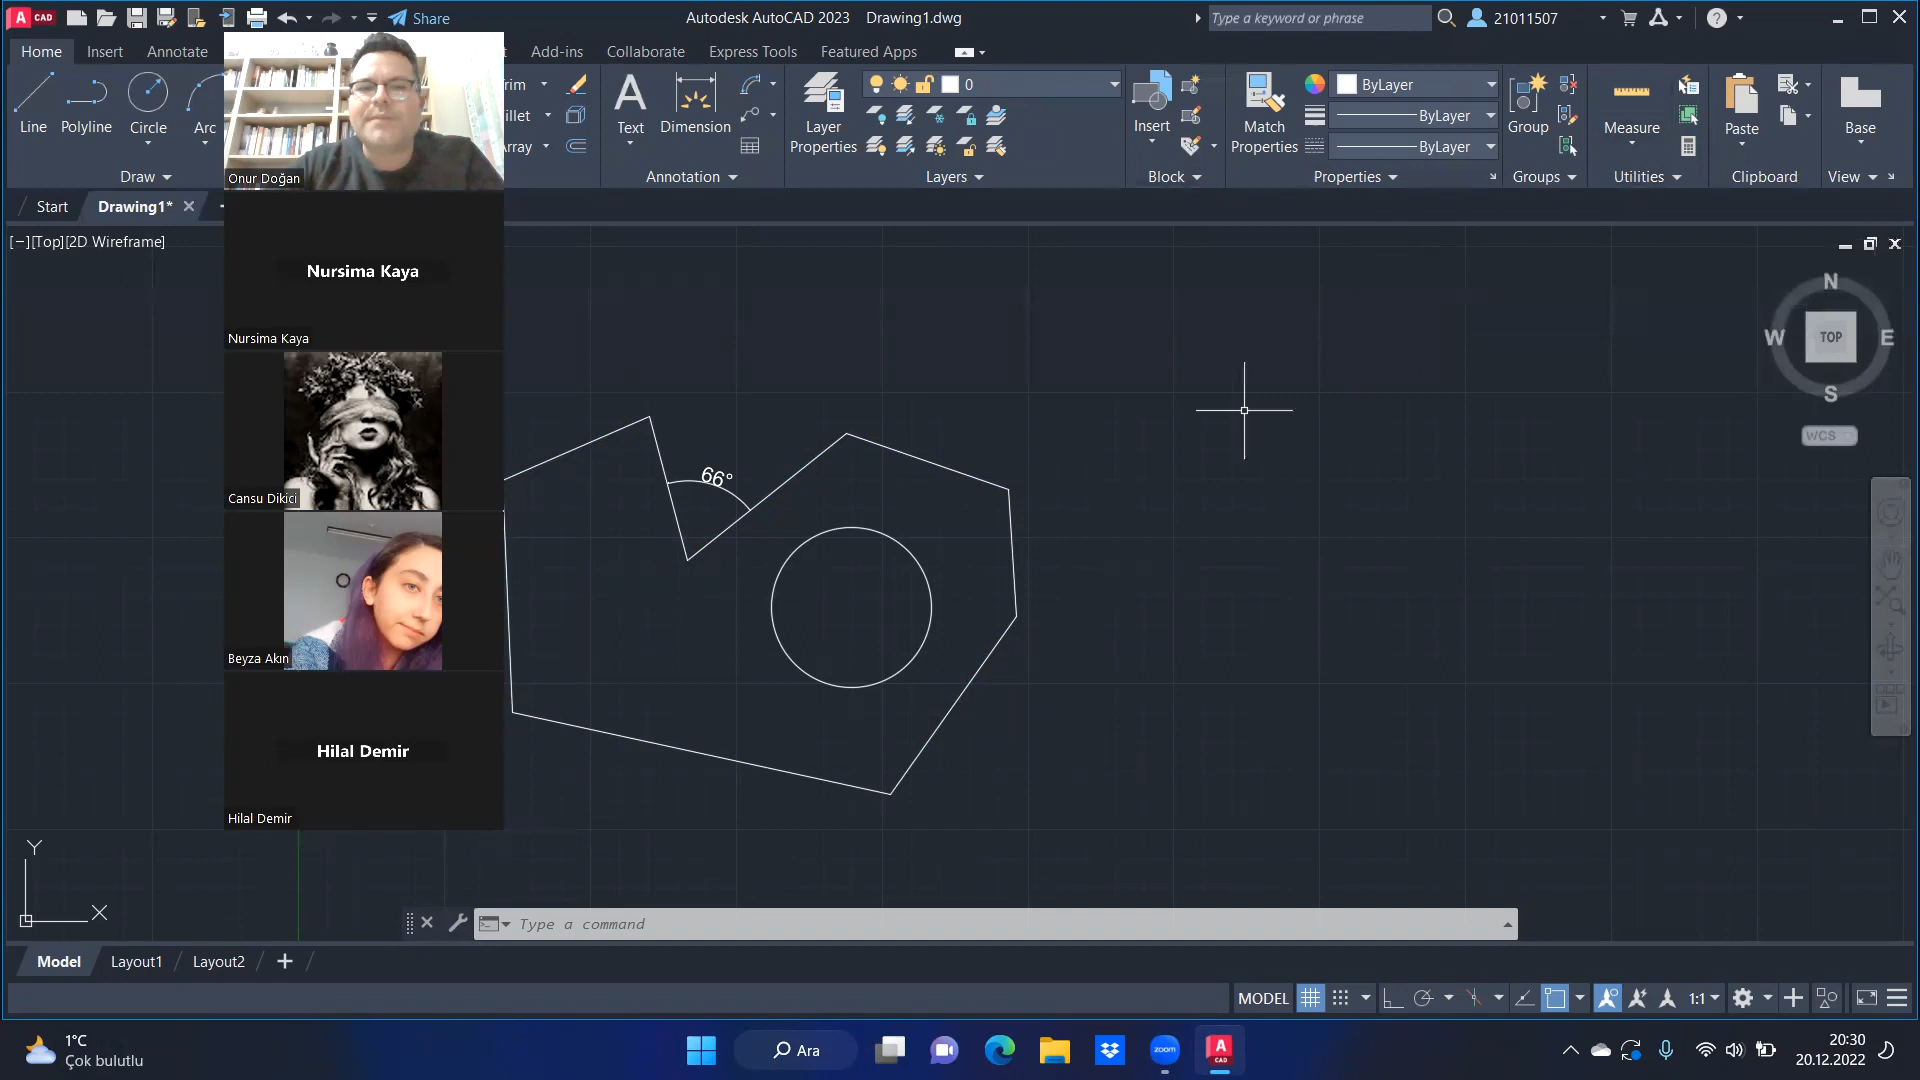 A CAD
Share
Autodesk AutoCAD 2023 Drawing1.dwg
Type a keyword or phrase
21011507
Home
Insert
Annotate
Add-ins
Collaborate
Express Tools
Featured Apps
Line
Polyline
Circle
Arc
Draw
rim
illet
rray
Text
Dimension
Annotation
Layer
Properties
0
Layers
Insert
Block
Match
Properties
ByLayer
ByLayer
ByLayer
Properties
Group
Groups
Measure
Utilities
Paste
Clipboard
Base
View
Start
Drawing1*
[−][Top][2D Wireframe]
Onur Doğan
Nursima Kaya
Nursima Kaya
Cansu Dikici
Beyza Akın
Hilal Demir
Hilal Demir
66°
N
W
TOP
E
S
WCS
Y
X
Type a command
Model
Layout1
Layout2
MODEL
1:1
1°C
Çok bulutlu
Ara
zoom
A
CAD
20:30
20.12.2022